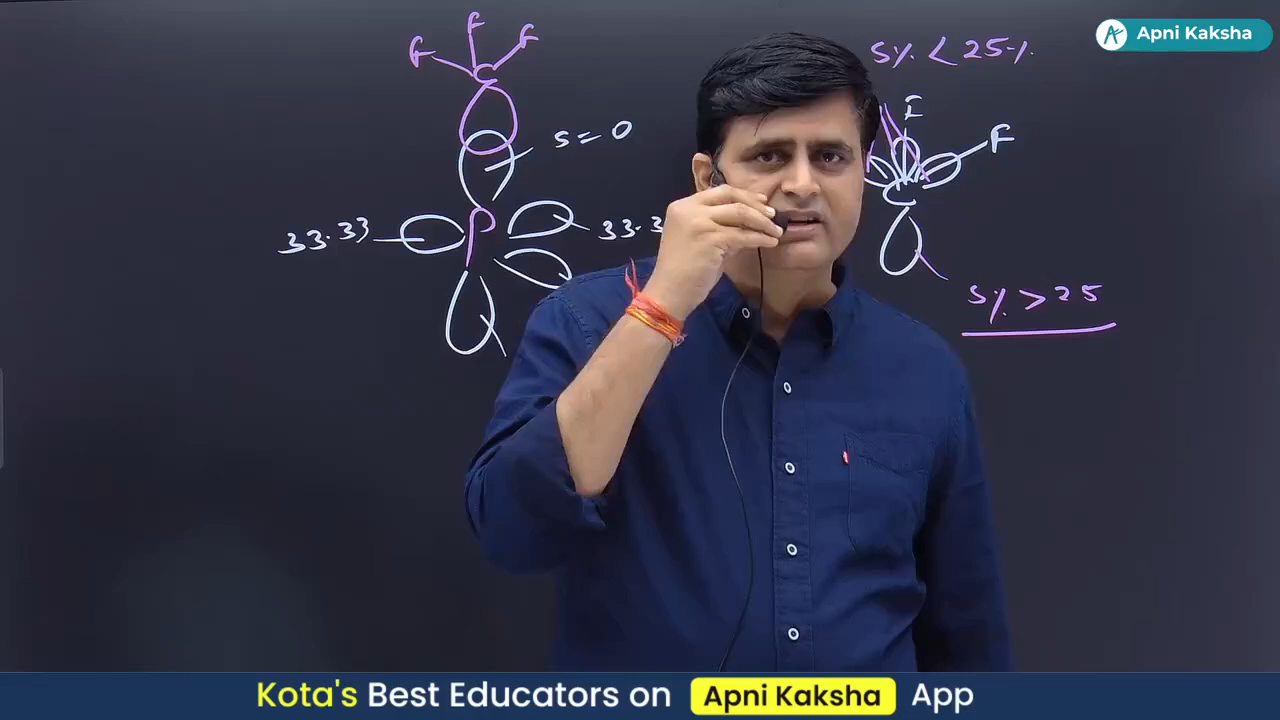 Apni Kaksha
F
F
F
C
S% < 25%
F
F
C
S = 0
P
33.33
33.3
S% > 25
Kota's Best Educators on Apni Kaksha App